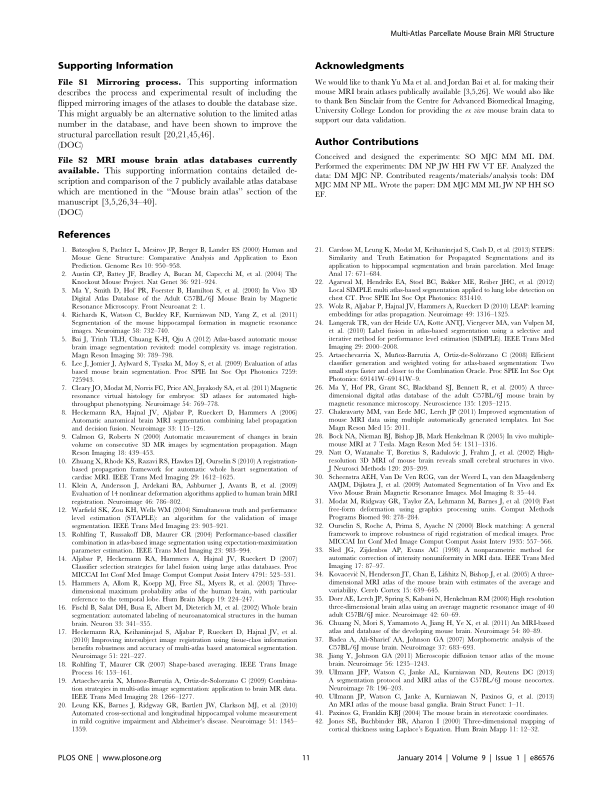 Multi-Atlas Parcellate Mouse Brain MRI Structure
Supporting Information
File S1 Mirroring process. This supporting information
describes the process and experimental result of including the
flipped mirroring images of the atlases to double the database size.
This might arguably be an alternative solution to the limited atlas
number in the database, and have been shown to improve the
structural parcellation result [20,21,45,46].
(DOC)
File S2 MRI mouse brain atlas databases currently
available. This supporting information contains detailed de-
scription and comparison of the 7 publicly available atlas database
which are mentioned in the "Mouse brain atlas" section of the
manuscript [3,5,26,34–40].
(DOC)
Acknowledgments
We would like to thank Yu Ma et al. and Jordan Bai et al. for making their
mouse MRI brain atlases publically available [3,5,26]. We would also like
to thank Ben Sinclair from the Centre for Advanced Biomedical Imaging,
University College London for providing the ex vivo mouse brain data to
support our data validation.
Author Contributions
Conceived and designed the experiments: SO MJC MM ML DM.
Performed the experiments: DM NP JW HH FW VT EF. Analyzed the
data: DM MJC NP. Contributed reagents/materials/analysis tools: DM
MJC MM NP ML. Wrote the paper: DM MJC MM ML JW NP HH SO
EF.
References
1. Batzoglou S, Pachter L, Mesirov JP, Berger B, Lander ES (2000) Human and
Mouse Gene Structure: Comparative Analysis and Application to Exon
Prediction. Genome Res 10: 950–958.
2. Austin CP, Battey JF, Bradley A, Bucan M, Capecchi M, et al. (2004) The
Knockout Mouse Project. Nat Genet 36: 921–924.
3. Ma Y, Smith D, Hof PR, Foerster B, Hamilton S, et al. (2008) In Vivo 3D
Digital Atlas Database of the Adult C57BL/6J Mouse Brain by Magnetic
Resonance Microscopy. Front Neuroanat 2: 1.
4. Richards K, Watson C, Buckley RF, Kurniawan ND, Yang Z, et al. (2011)
Segmentation of the mouse hippocampal formation in magnetic resonance
images. Neuroimage 58: 732–740.
5. Bai J, Trinh TLH, Chuang K-H, Qiu A (2012) Atlas-based automatic mouse
brain image segmentation revisited: model complexity vs. image registration.
Magn Reson Imaging 30: 789–798.
6. Lee J, Jomier J, Aylward S, Tyszka M, Moy S, et al. (2009) Evaluation of atlas
based mouse brain segmentation. Proc SPIE Int Soc Opt Photonics 7259:
725943.
7. Cleary JO, Modat M, Norris FC, Price AN, Jayakody SA, et al. (2011) Magnetic
resonance virtual histology for embryos: 3D atlases for automated high-
throughput phenotyping. Neuroimage 54: 769–778.
8. Heckemann RA, Hajnal JV, Aljabar P, Rueckert D, Hammers A (2006)
Automatic anatomical brain MRI segmentation combining label propagation
and decision fusion. Neuroimage 33: 115–126.
9. Calmon G, Roberts N (2000) Automatic measurement of changes in brain
volume on consecutive 3D MR images by segmentation propagation. Magn
Reson Imaging 18: 439–453.
10. Zhuang X, Rhode KS, Razavi RS, Hawkes DJ, Ourselin S (2010) A registration-
based propagation framework for automatic whole heart segmentation of
cardiac MRI. IEEE Trans Med Imaging 29: 1612–1625.
11. Klein A, Andersson J, Ardekani BA, Ashburner J, Avants B, et al. (2009)
Evaluation of 14 nonlinear deformation algorithms applied to human brain MRI
registration. Neuroimage 46: 786–802.
12. Warfield SK, Zou KH, Wells WM (2004) Simultaneous truth and performance
level estimation (STAPLE): an algorithm for the validation of image
segmentation. IEEE Trans Med Imaging 23: 903–921.
13. Rohlfing T, Russakoff DB, Maurer CR (2004) Performance-based classifier
combination in atlas-based image segmentation using expectation-maximization
parameter estimation. IEEE Trans Med Imaging 23: 983–994.
14. Aljabar P, Heckemann RA, Hammers A, Hajnal JV, Rueckert D (2007)
Classifier selection strategies for label fusion using large atlas databases. Proc
MICCAI Int Conf Med Image Comput Comput Assist Interv 4791: 523–531.
15. Hammers A, Allom R, Koepp MJ, Free SL, Myers R, et al. (2003) Three-
dimensional maximum probability atlas of the human brain, with particular
reference to the temporal lobe. Hum Brain Mapp 19: 224–247.
16. Fischl B, Salat DH, Busa E, Albert M, Dieterich M, et al. (2002) Whole brain
segmentation: automated labeling of neuroanatomical structures in the human
brain. Neuron 33: 341–355.
17. Heckemann RA, Keihaninejad S, Aljabar P, Rueckert D, Hajnal JV, et al.
(2010) Improving intersubject image registration using tissue-class information
benefits robustness and accuracy of multi-atlas based anatomical segmentation.
Neuroimage 51: 221–227.
18. Rohlfing T, Maurer CR (2007) Shape-based averaging. IEEE Trans Image
Process 16: 153–161.
19. Artaechevarria X, Munoz-Barrutia A, Ortiz-de-Solorzano C (2009) Combina-
tion strategies in multi-atlas image segmentation: application to brain MR data.
IEEE Trans Med Imaging 28: 1266–1277.
20. Leung KK, Barnes J, Ridgway GR, Bartlett JW, Clarkson MJ, et al. (2010)
Automated cross-sectional and longitudinal hippocampal volume measurement
in mild cognitive impairment and Alzheimer's disease. Neuroimage 51: 1345–
1359.
21. Cardoso M, Leung K, Modat M, Keihaninejad S, Cash D, et al. (2013) STEPS:
Similarity and Truth Estimation for Propagated Segmentations and its
application to hippocampal segmentation and brain parcelation. Med Image
Anal 17: 671–684.
22. Agarwal M, Hendriks EA, Stoel BC, Bakker ME, Reiber JHC, et al. (2012)
Local SIMPLE multi atlas-based segmentation applied to lung lobe detection on
chest CT. Proc SPIE Int Soc Opt Photonics: 831410.
23. Wolz R, Aljabar P, Hajnal JV, Hammers A, Rueckert D (2010) LEAP: learning
embeddings for atlas propagation. Neuroimage 49: 1316–1325.
24. Langerak TR, van der Heide UA, Kotte ANTJ, Viergever MA, van Vulpen M,
et al. (2010) Label fusion in atlas-based segmentation using a selective and
iterative method for performance level estimation (SIMPLE). IEEE Trans Med
Imaging 29: 2000–2008.
25. Artaechevarria X, Muñoz-Barrutia A, Ortiz-de-Solórzano C (2008) Efficient
classifier generation and weighted voting for atlas-based segmentation: Two
small steps faster and closer to the Combination Oracle. Proc SPIE Int Soc Opt
Photonics: 69141W–69141W–9.
26. Ma Y, Hof PR, Grant SC, Blackband SJ, Bennett R, et al. (2005) A three-
dimensional digital atlas database of the adult C57BL/6J mouse brain by
magnetic resonance microscopy. Neuroscience 135: 1203–1215.
27. Chakravarty MM, van Eede MC, Lerch JP (2011) Improved segmentation of
mouse MRI data using multiple automatically generated templates. Int Soc
Magn Reson Med 15: 2011.
28. Bock NA, Nieman BJ, Bishop JB, Mark Henkelman R (2005) In vivo multiple-
mouse MRI at 7 Tesla. Magn Reson Med 54: 1311–1316.
29. Natt O, Watanabe T, Boretius S, Radulovic J, Frahm J, et al. (2002) High-
resolution 3D MRI of mouse brain reveals small cerebral structures in vivo.
J Neurosci Methods 120: 203–209.
30. Scheenstra AEH, Van De Ven RCG, van der Weerd L, van den Maagdenberg
AMJM, Dijkstra J, et al. (2009) Automated Segmentation of In Vivo and Ex
Vivo Mouse Brain Magnetic Resonance Images. Mol Imaging 8: 35–44.
31. Modat M, Ridgway GR, Taylor ZA, Lehmann M, Barnes J, et al. (2010) Fast
free-form deformation using graphics processing units. Comput Methods
Programs Biomed 98: 278–284.
32. Ourselin S, Roche A, Prima S, Ayache N (2000) Block matching: A general
framework to improve robustness of rigid registration of medical images. Proc
MICCAI Int Conf Med Image Comput Comput Assist Interv 1935: 557–566.
33. Sled JG, Zijdenbos AP, Evans AC (1998) A nonparametric method for
automatic correction of intensity nonuniformity in MRI data. IEEE Trans Med
Imaging 17: 87–97.
34. Kovacević N, Henderson JT, Chan E, Lifshitz N, Bishop J, et al. (2005) A three-
dimensional MRI atlas of the mouse brain with estimates of the average and
variability. Cereb Cortex 15: 639–645.
35. Dorr AE, Lerch JP, Spring S, Kabani N, Henkelman RM (2008) High resolution
three-dimensional brain atlas using an average magnetic resonance image of 40
adult C57Bl/6J mice. Neuroimage 42: 60–69.
36. Chuang N, Mori S, Yamamoto A, Jiang H, Ye X, et al. (2011) An MRI-based
atlas and database of the developing mouse brain. Neuroimage 54: 80–89.
37. Badea A, Ali-Sharief AA, Johnson GA (2007) Morphometric analysis of the
C57BL/6J mouse brain. Neuroimage 37: 683–693.
38. Jiang Y, Johnson GA (2011) Microscopic diffusion tensor atlas of the mouse
brain. Neuroimage 56: 1235–1243.
39. Ullmann JFP, Watson C, Janke AL, Kurniawan ND, Reutens DC (2013)
A segmentation protocol and MRI atlas of the C57BL/6J mouse neocortex.
Neuroimage 78: 196–203.
40. Ullmann JFP, Watson C, Janke A, Kurniawan N, Paxinos G, et al. (2013)
An MRI atlas of the mouse basal ganglia. Brain Struct Funct: 1–11.
41. Paxinos G, Franklin KBJ (2004) The mouse brain in stereotaxic coordinates.
42. Jones SE, Buchbinder BR, Aharon I (2000) Three-dimensional mapping of
cortical thickness using Laplace's Equation. Hum Brain Mapp 11: 12–32.
PLOS ONE | www.plosone.org
11
January 2014 | Volume 9 | Issue 1 | e86576